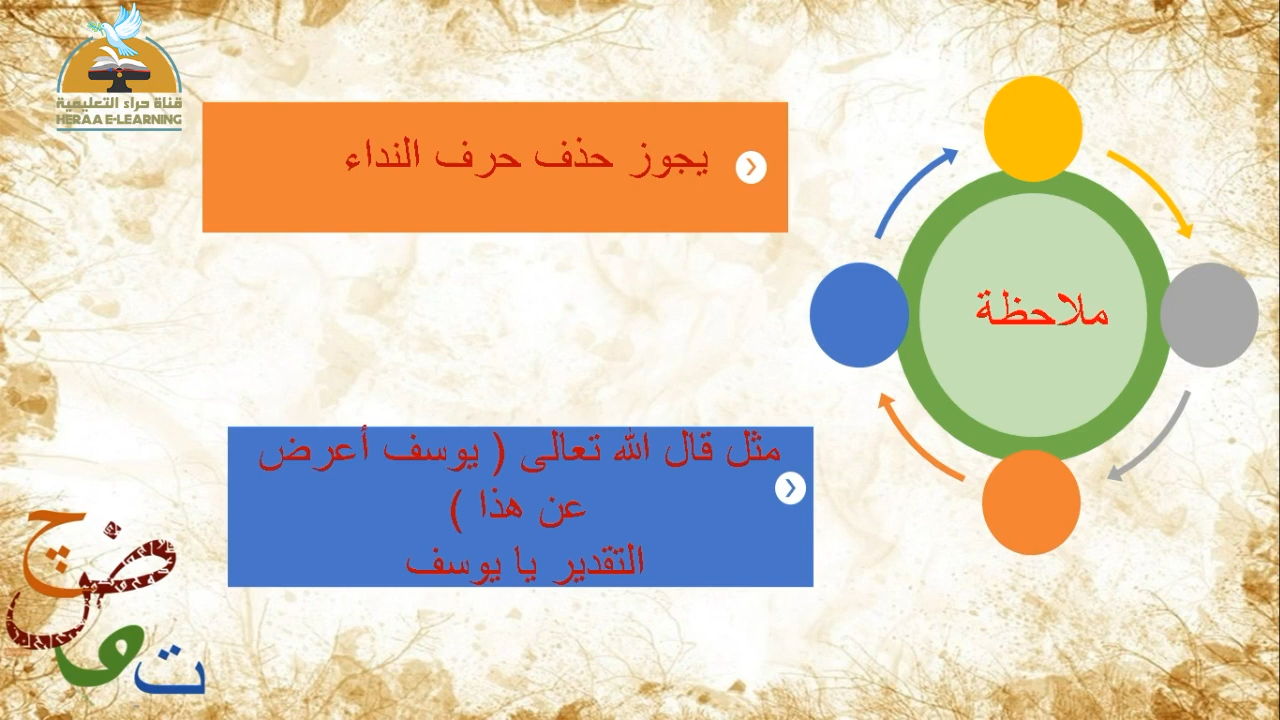 قناة حراء التعليمية
HERAA E-LEARNING
يجوز حذف حرف النداء
ملاحظة
مثل قال الله تعالى ( يوسف أعرض
عن هذا )
التقدير يا يوسف
ج
ض
و
ت